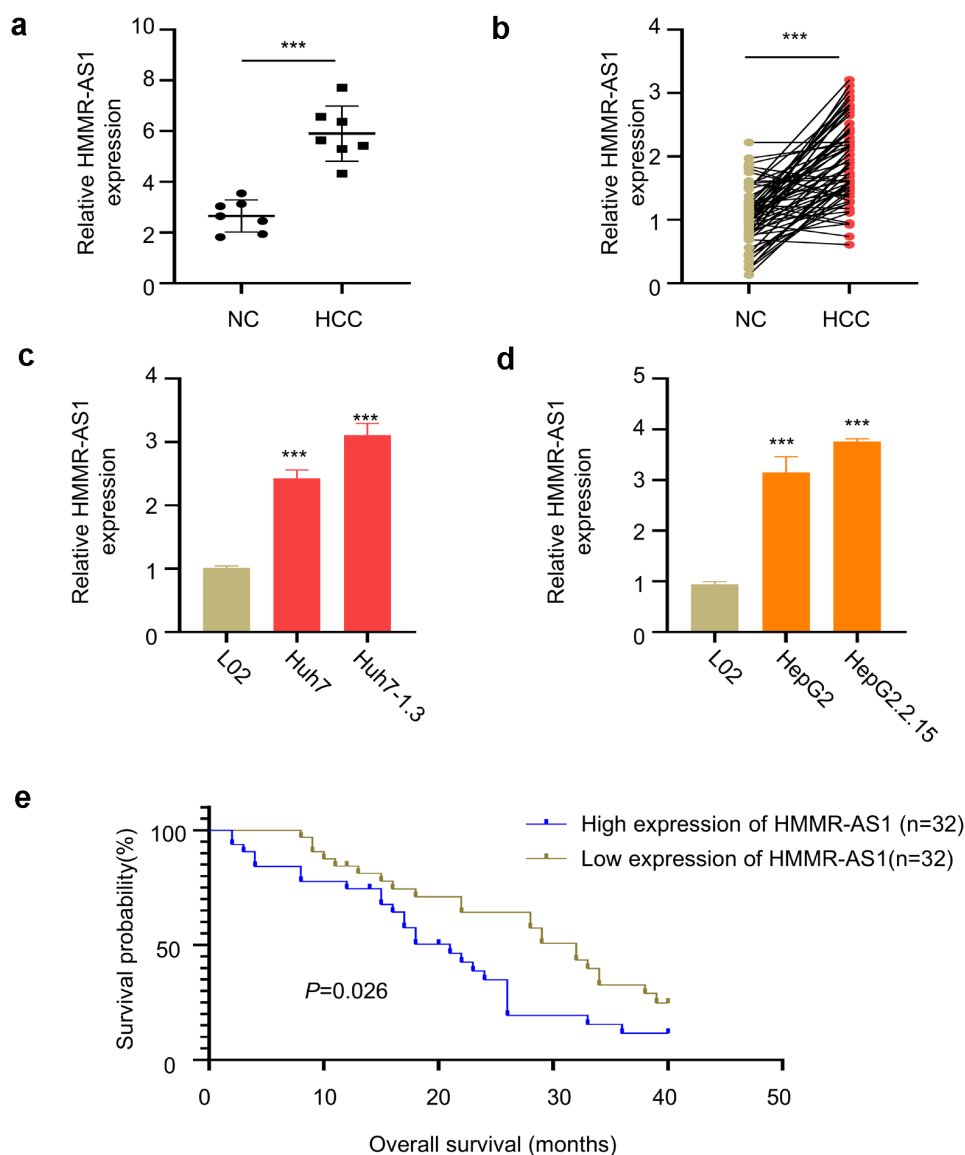 a
Relative HMMR-AS1
expression
10
8
6
4
2
0
***
NC
HCC
b
Relative HMMR-AS1
expression
4
3
2
1
0
***
NC
HCC
c
Relative HMMR-AS1
expression
4
3
2
1
0
***
***
L02
Huh7
Huh7-1.3
d
Relative HMMR-AS1
expression
5
4
3
2
1
0
***
***
L02
HepG2
HepG2.2.15
e
Survival probability(%)
100
50
0
High expression of HMMR-AS1 (n=32)
Low expression of HMMR-AS1(n=32)
P=0.026
0
10
20
30
40
50
Overall survival (months)